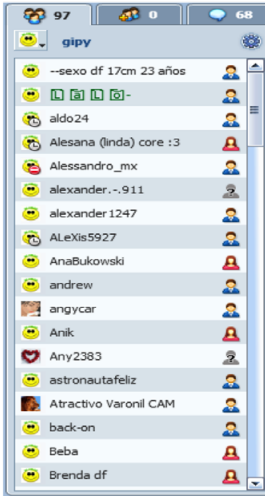 97 0 68
gipy
--sexo df 17cm 23 años
🄻 🄰 🄻 🄾-
aldo24
Alesana (linda) core :3
Alessandro_mx
alexander.-.911
alexander1247
ALeXis5927
AnaBukowski
andrew
angycar
Anik
Any2383
astronautafeliz
Atractivo Varonil CAM
back-on
Beba
Brenda df